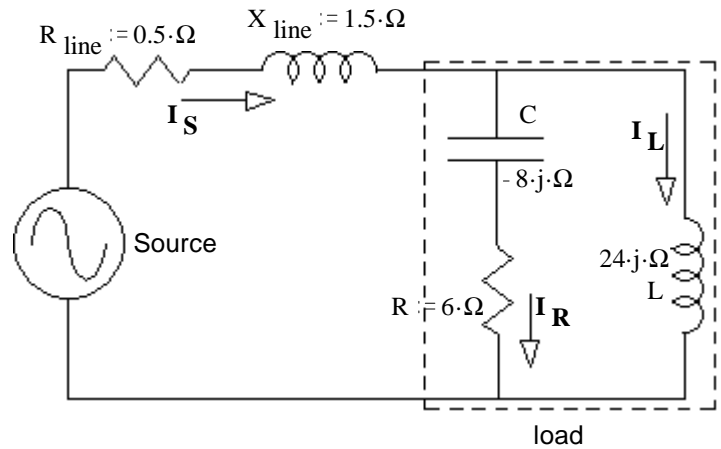 R line := 0.5·Ω
X line := 1.5·Ω
I S
C
I L
- 8·j·Ω
Source
24·j·Ω
L
R := 6·Ω
I R
load